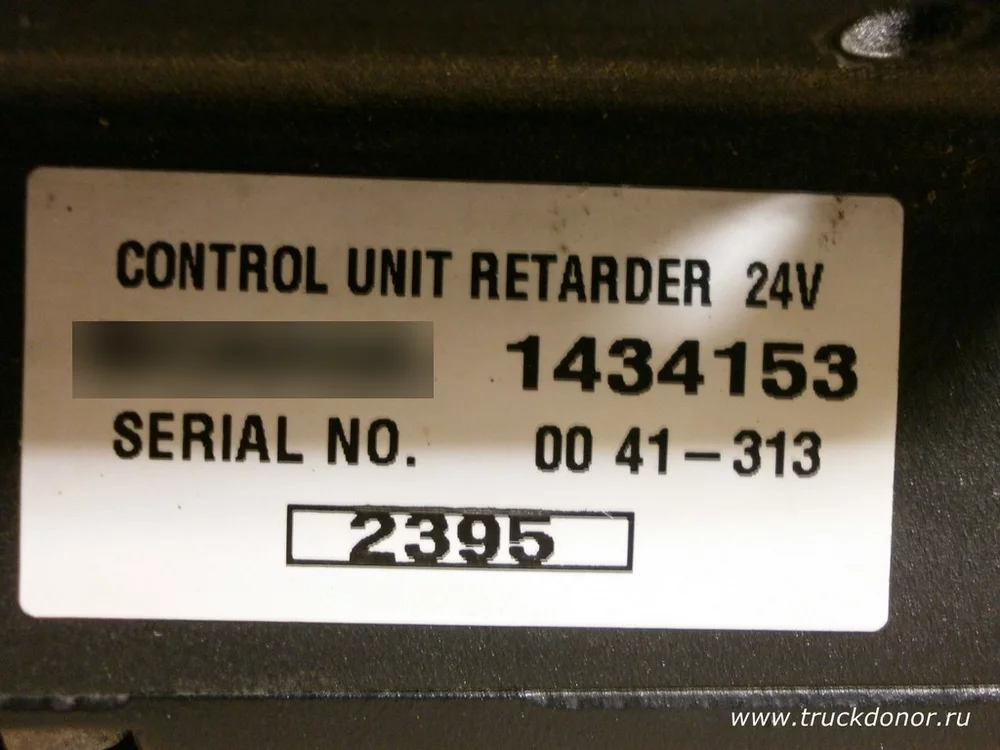 CONTROL UNIT RETARDER 24V
1434153
SERIAL NO. 00 41-313
2395
www.truckdonor.ru